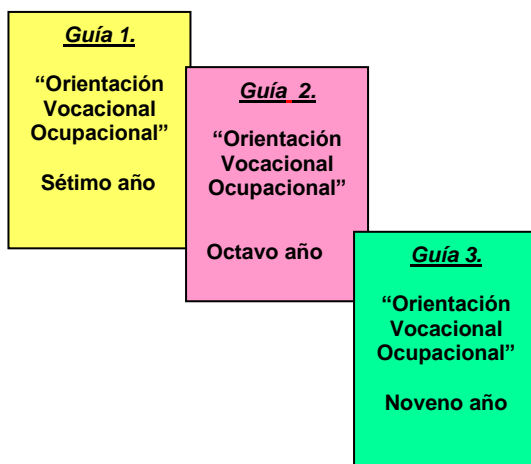 Guía 1.
“Orientación
Vocacional
Ocupacional”
Sétimo año
Guía 2.
“Orientación
Vocacional
Ocupacional”
Octavo año
Guía 3.
“Orientación
Vocacional
Ocupacional”
Noveno año